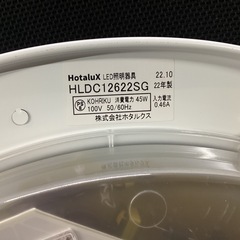 HotaluX LED照明器具 22.10
HLDC12622SG 22年製
PSE KOHRIKU 消費電力 45W 入力電流
100V 50/60Hz 0.46A
株式会社ホタルクス